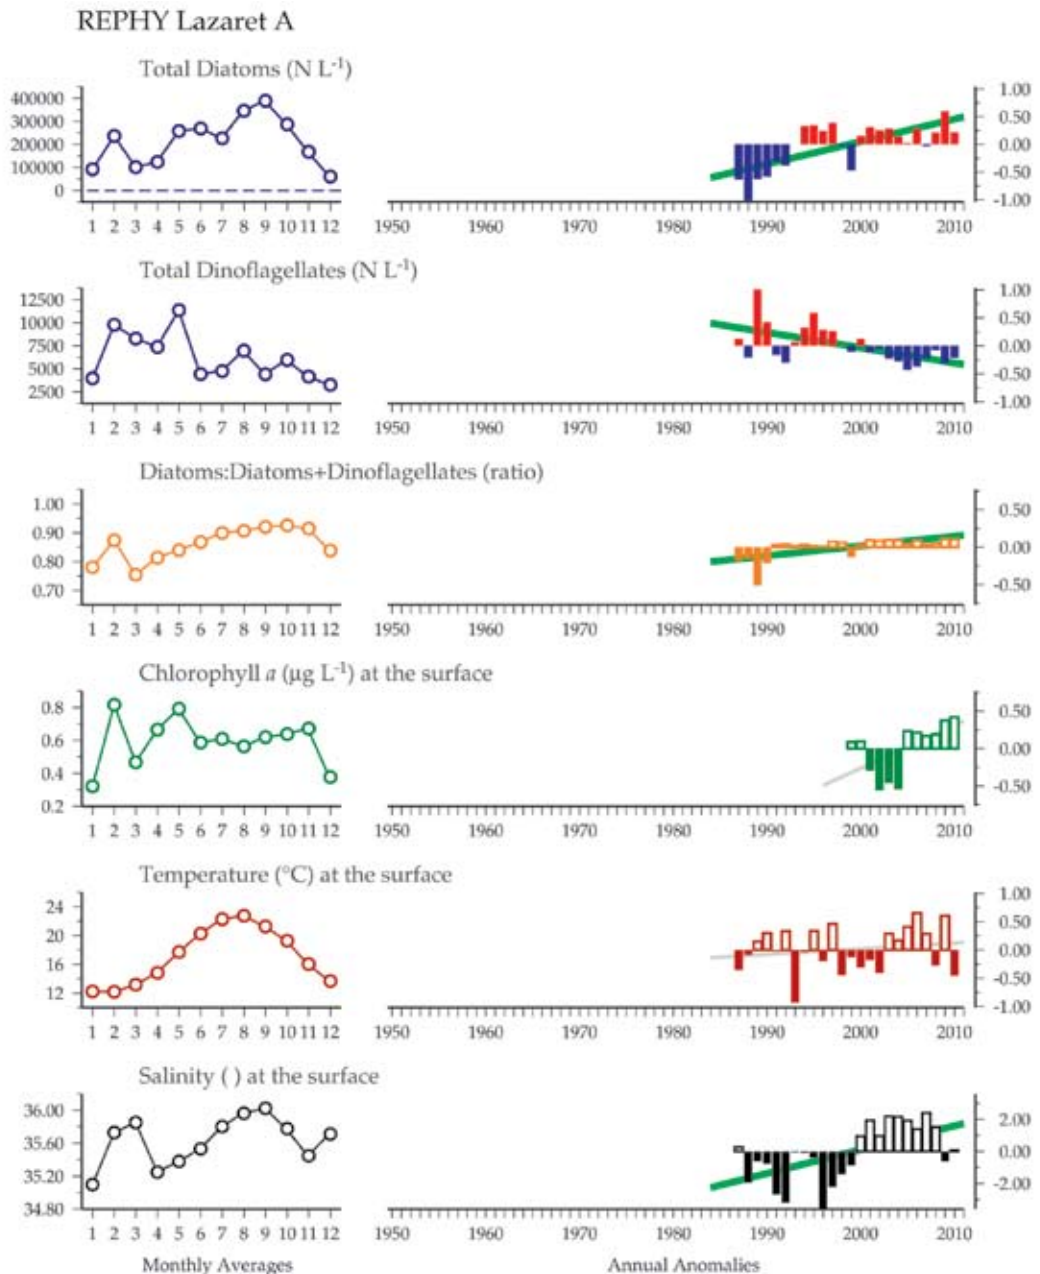 REPHY Lazaret A
Total Diatoms (N L⁻¹)
400000
300000
200000
100000
0
1.00
0.50
0.00
-0.50
-1.00
1 2 3 4 5 6 7 8 9 10 11 12
1950 1960 1970 1980 1990 2000 2010
Total Dinoflagellates (N L⁻¹)
12500
10000
7500
5000
2500
1.00
0.50
0.00
-0.50
-1.00
1 2 3 4 5 6 7 8 9 10 11 12
1950 1960 1970 1980 1990 2000 2010
Diatoms:Diatoms+Dinoflagellates (ratio)
1.00
0.90
0.80
0.70
0.50
0.00
-0.50
1 2 3 4 5 6 7 8 9 10 11 12
1950 1960 1970 1980 1990 2000 2010
Chlorophyll a (µg L⁻¹) at the surface
0.8
0.6
0.4
0.2
0.50
0.00
-0.50
1 2 3 4 5 6 7 8 9 10 11 12
1950 1960 1970 1980 1990 2000 2010
Temperature (°C) at the surface
24
20
16
12
1.00
0.50
0.00
-0.50
-1.00
1 2 3 4 5 6 7 8 9 10 11 12
1950 1960 1970 1980 1990 2000 2010
Salinity ( ) at the surface
36.00
35.60
35.20
34.80
2.00
0.00
-2.00
1 2 3 4 5 6 7 8 9 10 11 12
1950 1960 1970 1980 1990 2000 2010
Monthly Averages Annual Anomalies